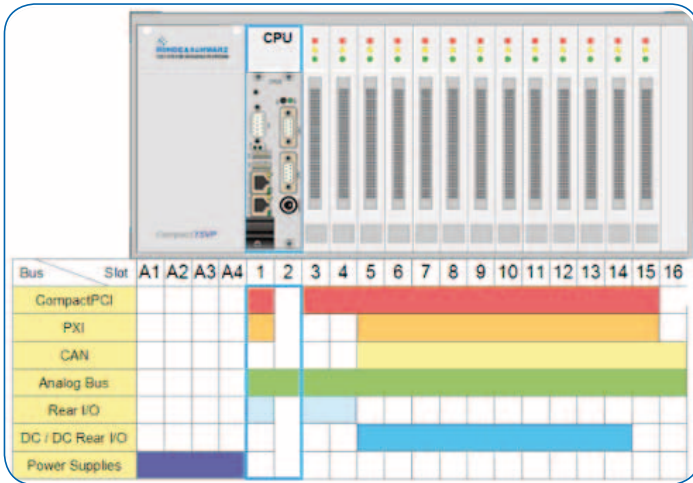 CPU
ROHDE & SCHWARZ
CompactTSVP
Bus Slot A1 A2 A3 A4 1 2 3 4 5 6 7 8 9 10 11 12 13 14 15 16
CompactPCI
PXI
CAN
Analog Bus
Rear I/O
DC / DC Rear I/O
Power Supplies